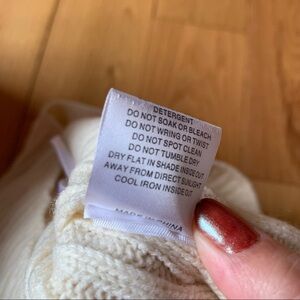 DETERGENT
DO NOT SOAK OR BLEACH
DO NOT WRING OR TWIST
DO NOT SPOT CLEAN
DO NOT TUMBLE DRY
DRY FLAT IN SHADE INSIDE OUT
AWAY FROM DIRECT SUNLIGHT
COOL IRON INSIDE OUT
MADE IN CHINA